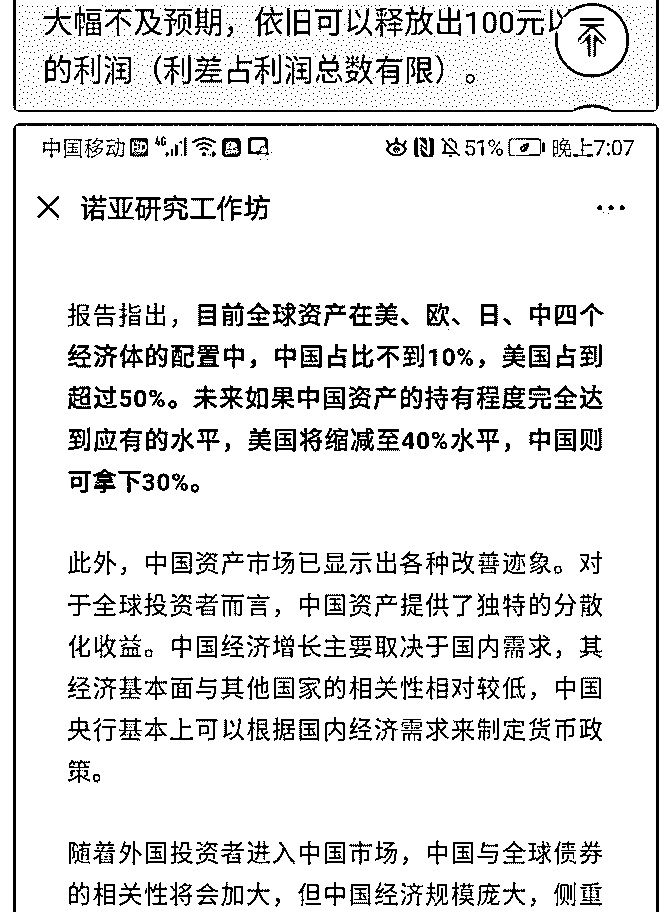 大幅不及预期，依旧可以释放出100元以
的利润（利差占利润总数有限）。
中国移动 HD 4G 51% 晚上7:07
诺亚研究工作坊
报告指出，目前全球资产在美、欧、日、中四个
经济体的配置中，中国占比不到10%，美国占到
超过50%。未来如果中国资产的持有程度完全达
到应有的水平，美国将缩减至40%水平，中国则
可拿下30%。
此外，中国资产市场已显示出各种改善迹象。对
于全球投资者而言，中国资产提供了独特的分散
化收益。中国经济增长主要取决于国内需求，其
经济基本面与其他国家的相关性相对较低，中国
央行基本上可以根据国内经济需求来制定货币政
策。
随着外国投资者进入中国市场，中国与全球债券
的相关性将会加大，但中国经济规模庞大，侧重